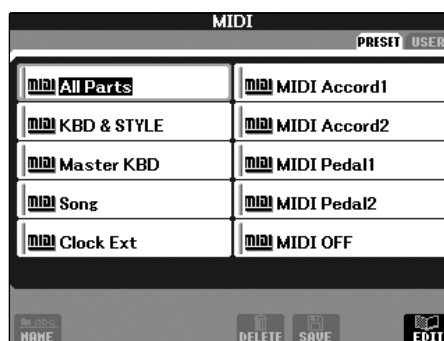 MIDI
PRESET USER
MIDI All Parts
MIDI KBD & STYLE
MIDI Master KBD
MIDI Song
MIDI Clock Ext
MIDI MIDI Accord1
MIDI MIDI Accord2
MIDI MIDI Pedal1
MIDI MIDI Pedal2
MIDI MIDI OFF
abc
NAME
DELETE
SAVE
EDIT